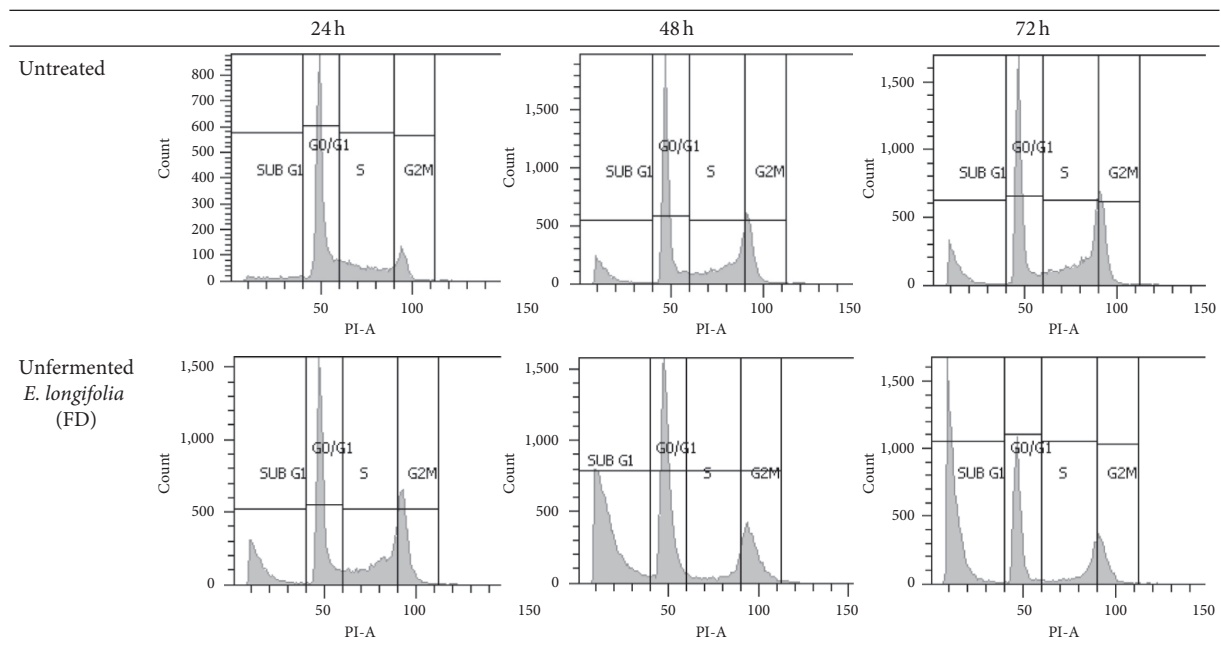 24 h 48 h 72 h
Untreated
800
700
600
500
400
300
200
100
0
Count
SUB G1 G0/G1 S G2M
50 100 150
PI-A
1,500
1,000
500
0
Count
SUB G1 G0/G1 S G2M
50 100 150
PI-A
1,500
1,000
500
0
Count
SUB G1 G0/G1 S G2M
50 100 150
PI-A
Unfermented
E. longifolia
(FD)
1,500
1,000
500
0
Count
SUB G1 G0/G1 S G2M
50 100 150
PI-A
1,500
1,000
500
0
Count
SUB G1 G0/G1 S G2M
50 100 150
PI-A
1,500
1,000
500
0
Count
SUB G1 G0/G1 S G2M
50 100 150
PI-A